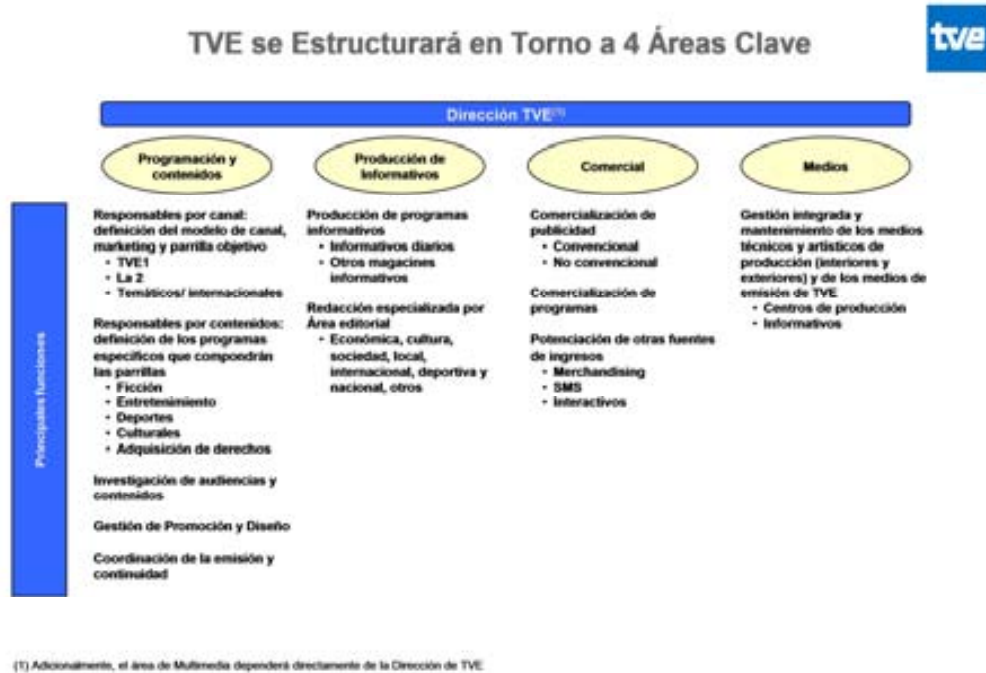 TVE se Estructurará en Torno a 4 Áreas Clave
tve
Dirección TVE(1)
Programación y
contenidos
Producción de
Informativos
Comercial
Medios
Principales funciones
Responsables por canal:
definición del modelo de canal,
marketing y parrilla objetivo
• TVE1
• La 2
• Temáticos/ internacionales
Responsables por contenidos:
definición de los programas
específicos que compondrán
las parrillas
• Ficción
• Entretenimiento
• Deportes
• Culturales
• Adquisición de derechos
Investigación de audiencias y
contenidos
Gestión de Promoción y Diseño
Coordinación de la emisión y
continuidad
Producción de programas
informativos
• Informativos diarios
• Otros magacines
informativos
Redacción especializada por
Área editorial
• Económica, cultura,
sociedad, local,
internacional, deportiva y
nacional, otros
Comercialización de
publicidad
• Convencional
• No convencional
Comercialización de
programas
Potenciación de otras fuentes
de ingresos
• Merchandising
• SMS
• Interactivos
Gestión integrada y
mantenimiento de los medios
técnicos y artísticos de
producción (interiores y
exteriores) y de los medios de
emisión de TVE
• Centros de producción
• Informativos
(1) Adicionalmente, el área de Multimedia dependerá directamente de la Dirección de TVE